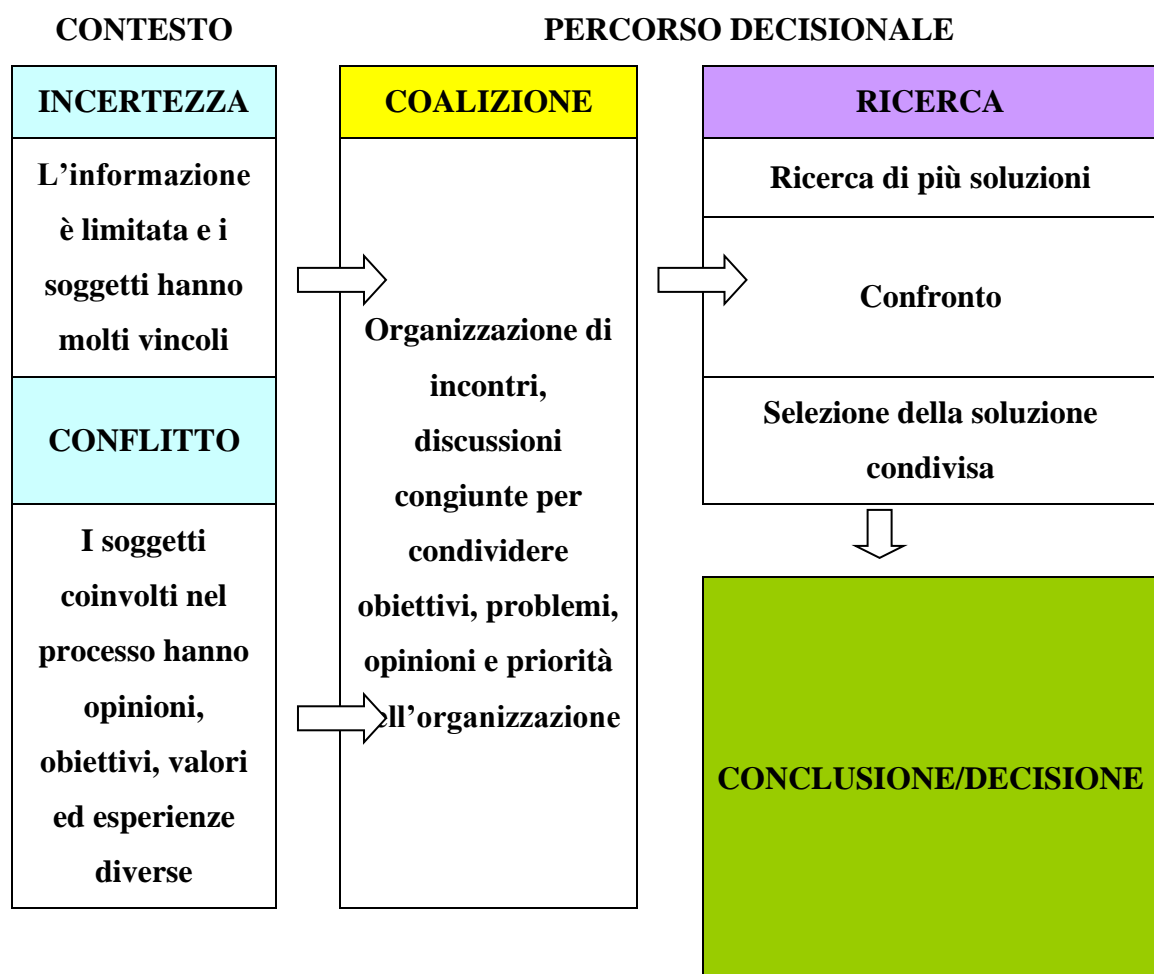 CONTESTO
PERCORSO DECISIONALE
INCERTEZZA
L’informazione
è limitata e i
soggetti hanno
molti vincoli
CONFLITTO
I soggetti
coinvolti nel
processo hanno
opinioni,
obiettivi, valori
ed esperienze
diverse
COALIZIONE
Organizzazione di
incontri,
discussioni
congiunte per
condividere
obiettivi, problemi,
opinioni e priorità
ell’organizzazione
RICERCA
Ricerca di più soluzioni
Confronto
Selezione della soluzione
condivisa
CONCLUSIONE/DECISIONE